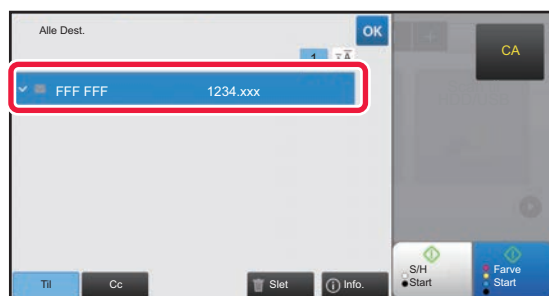 Alle Dest.
OK
CA
1
FFF FFF 1234.xxx
S/H
Start
Farve
Start
Til
Cc
Slet
Info.